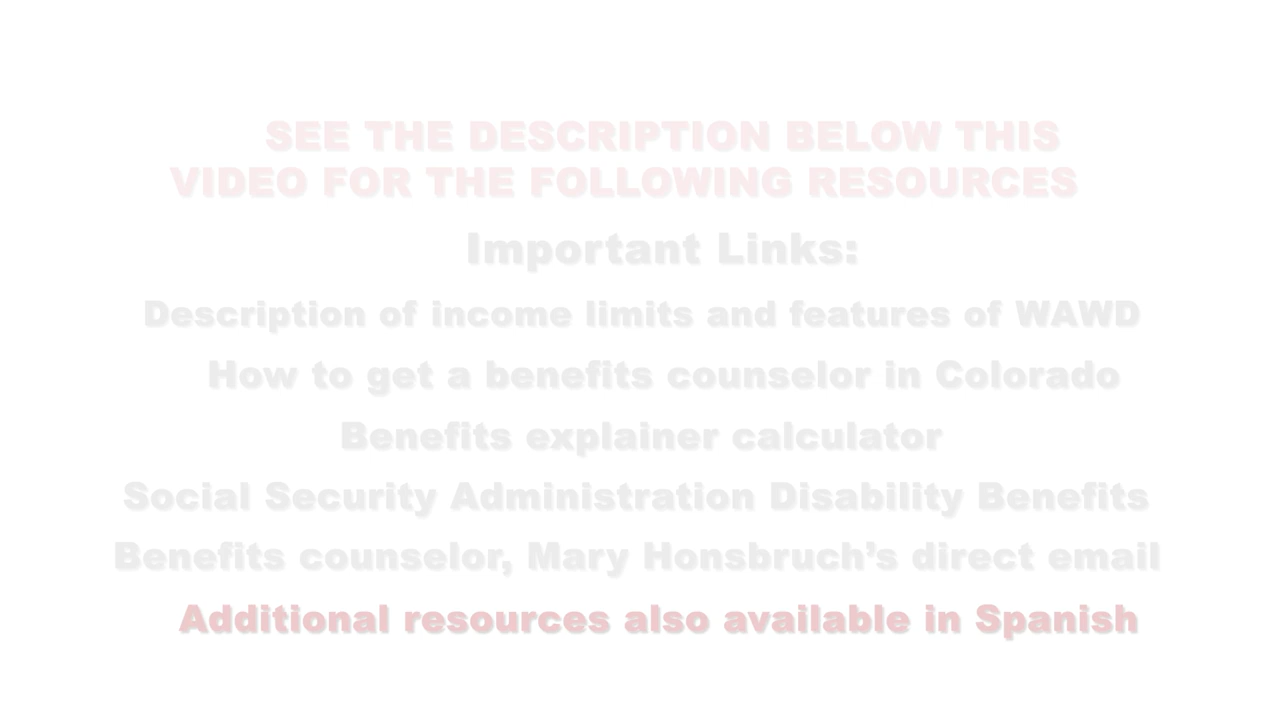 SEE THE DESCRIPTION BELOW THIS
VIDEO FOR THE FOLLOWING RESOURCES
Important Links:
Description of income limits and features of WAWD
How to get a benefits counselor in Colorado
Benefits explainer calculator
Social Security Administration Disability Benefits
Benefits counselor, Mary Honsbruch’s direct email
Additional resources also available in Spanish